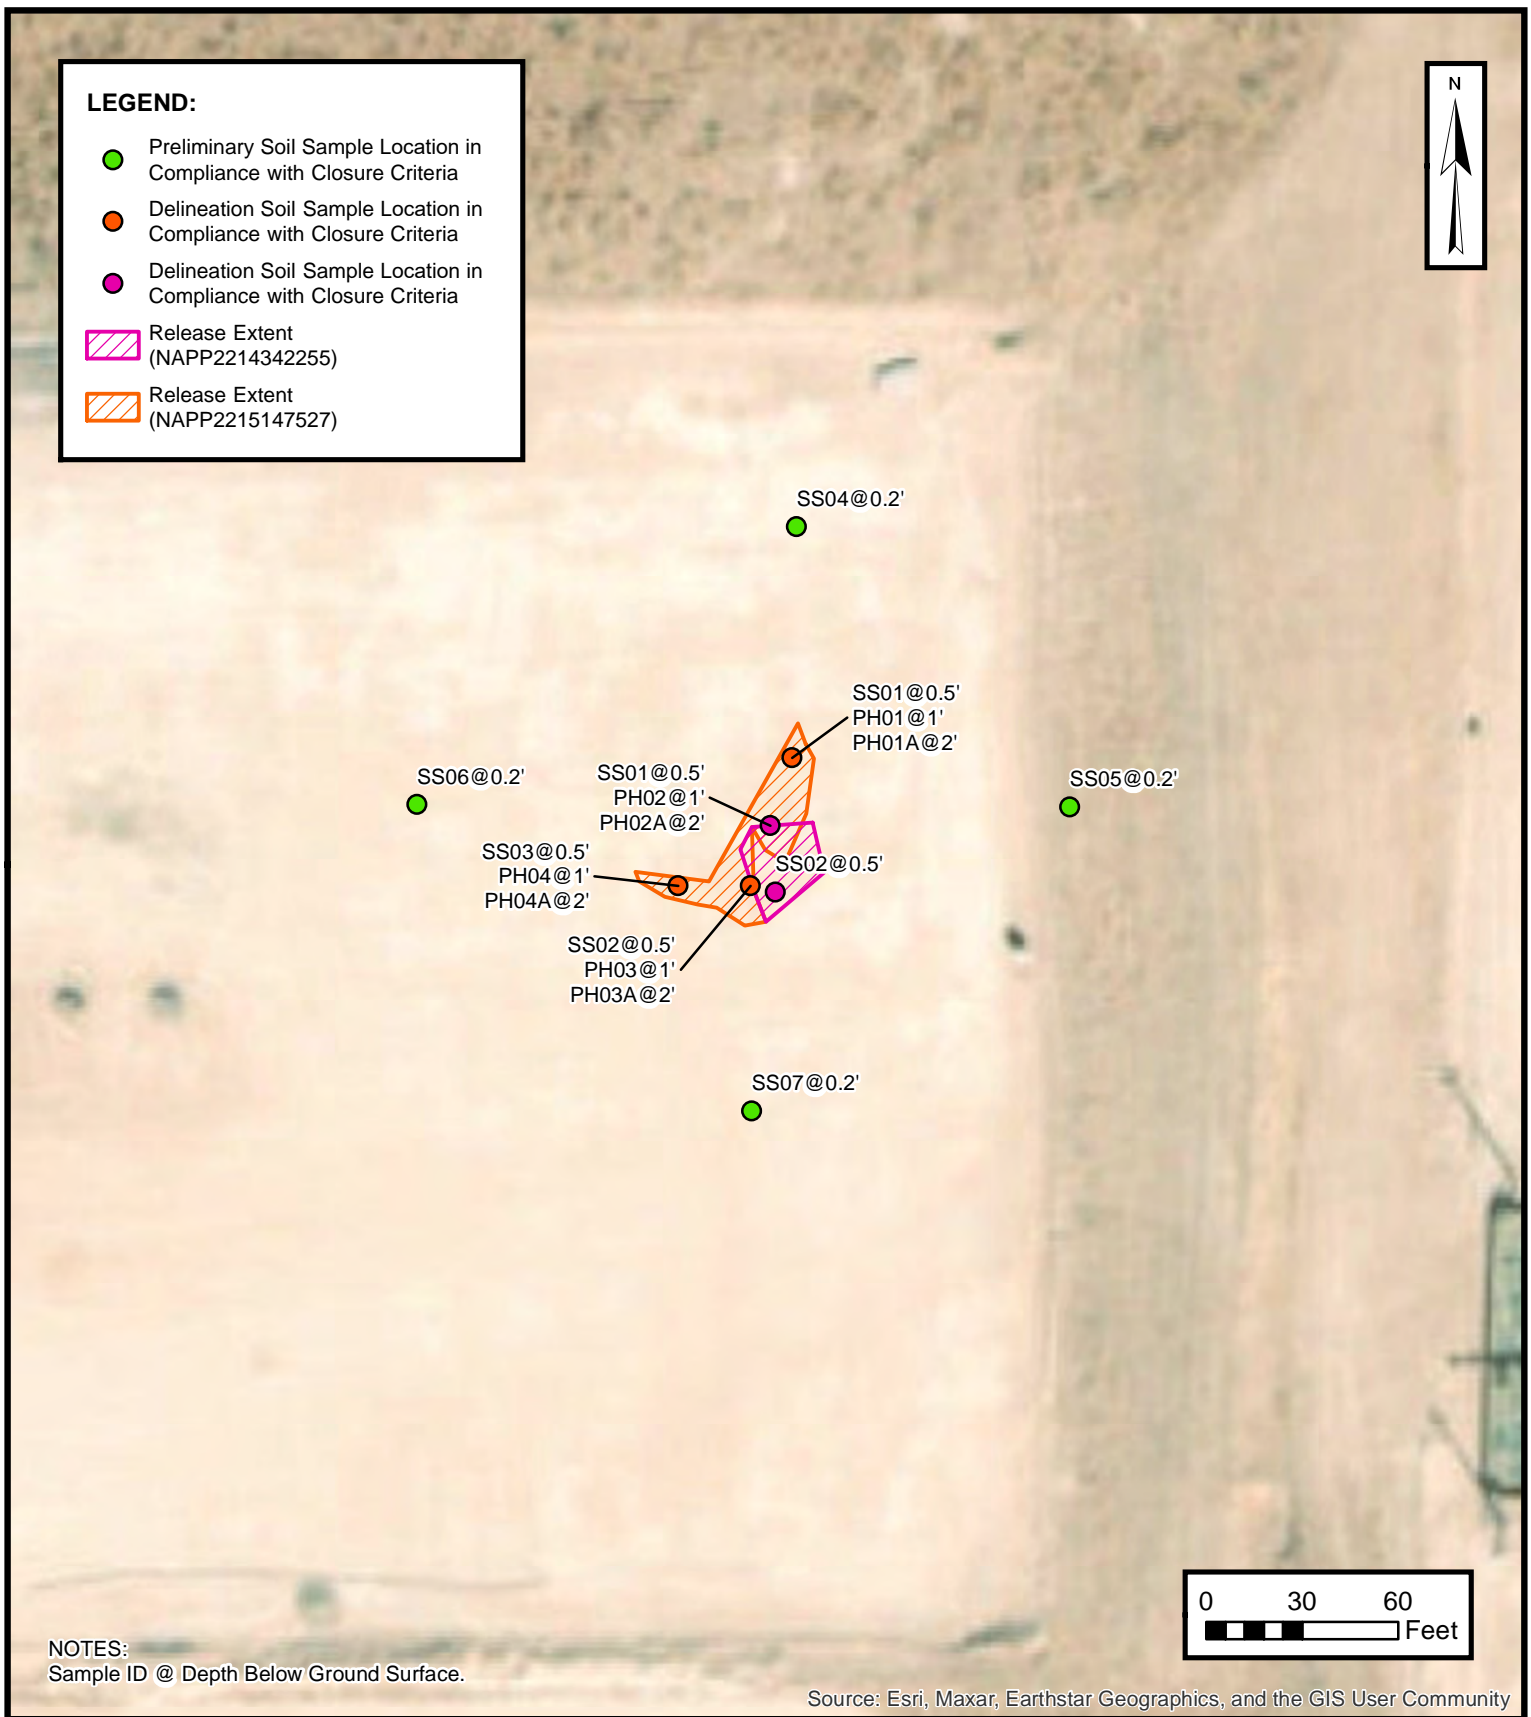 LEGEND:
Preliminary Soil Sample Location in
Compliance with Closure Criteria
Delineation Soil Sample Location in
Compliance with Closure Criteria
Delineation Soil Sample Location in
Compliance with Closure Criteria
Release Extent
(NAPP2214342255)
Release Extent
(NAPP2215147527)
N
SS04@0.2'
SS01@0.5'
PH01@1'
PH01A@2'
SS06@0.2'
SS01@0.5'
PH02@1'
PH02A@2'
SS05@0.2'
SS03@0.5'
PH04@1'
PH04A@2'
SS02@0.5'
SS02@0.5'
PH03@1'
PH03A@2'
SS07@0.2'
0 30 60
Feet
NOTES:
Sample ID @ Depth Below Ground Surface.
Source: Esri, Maxar, Earthstar Geographics, and the GIS User Community